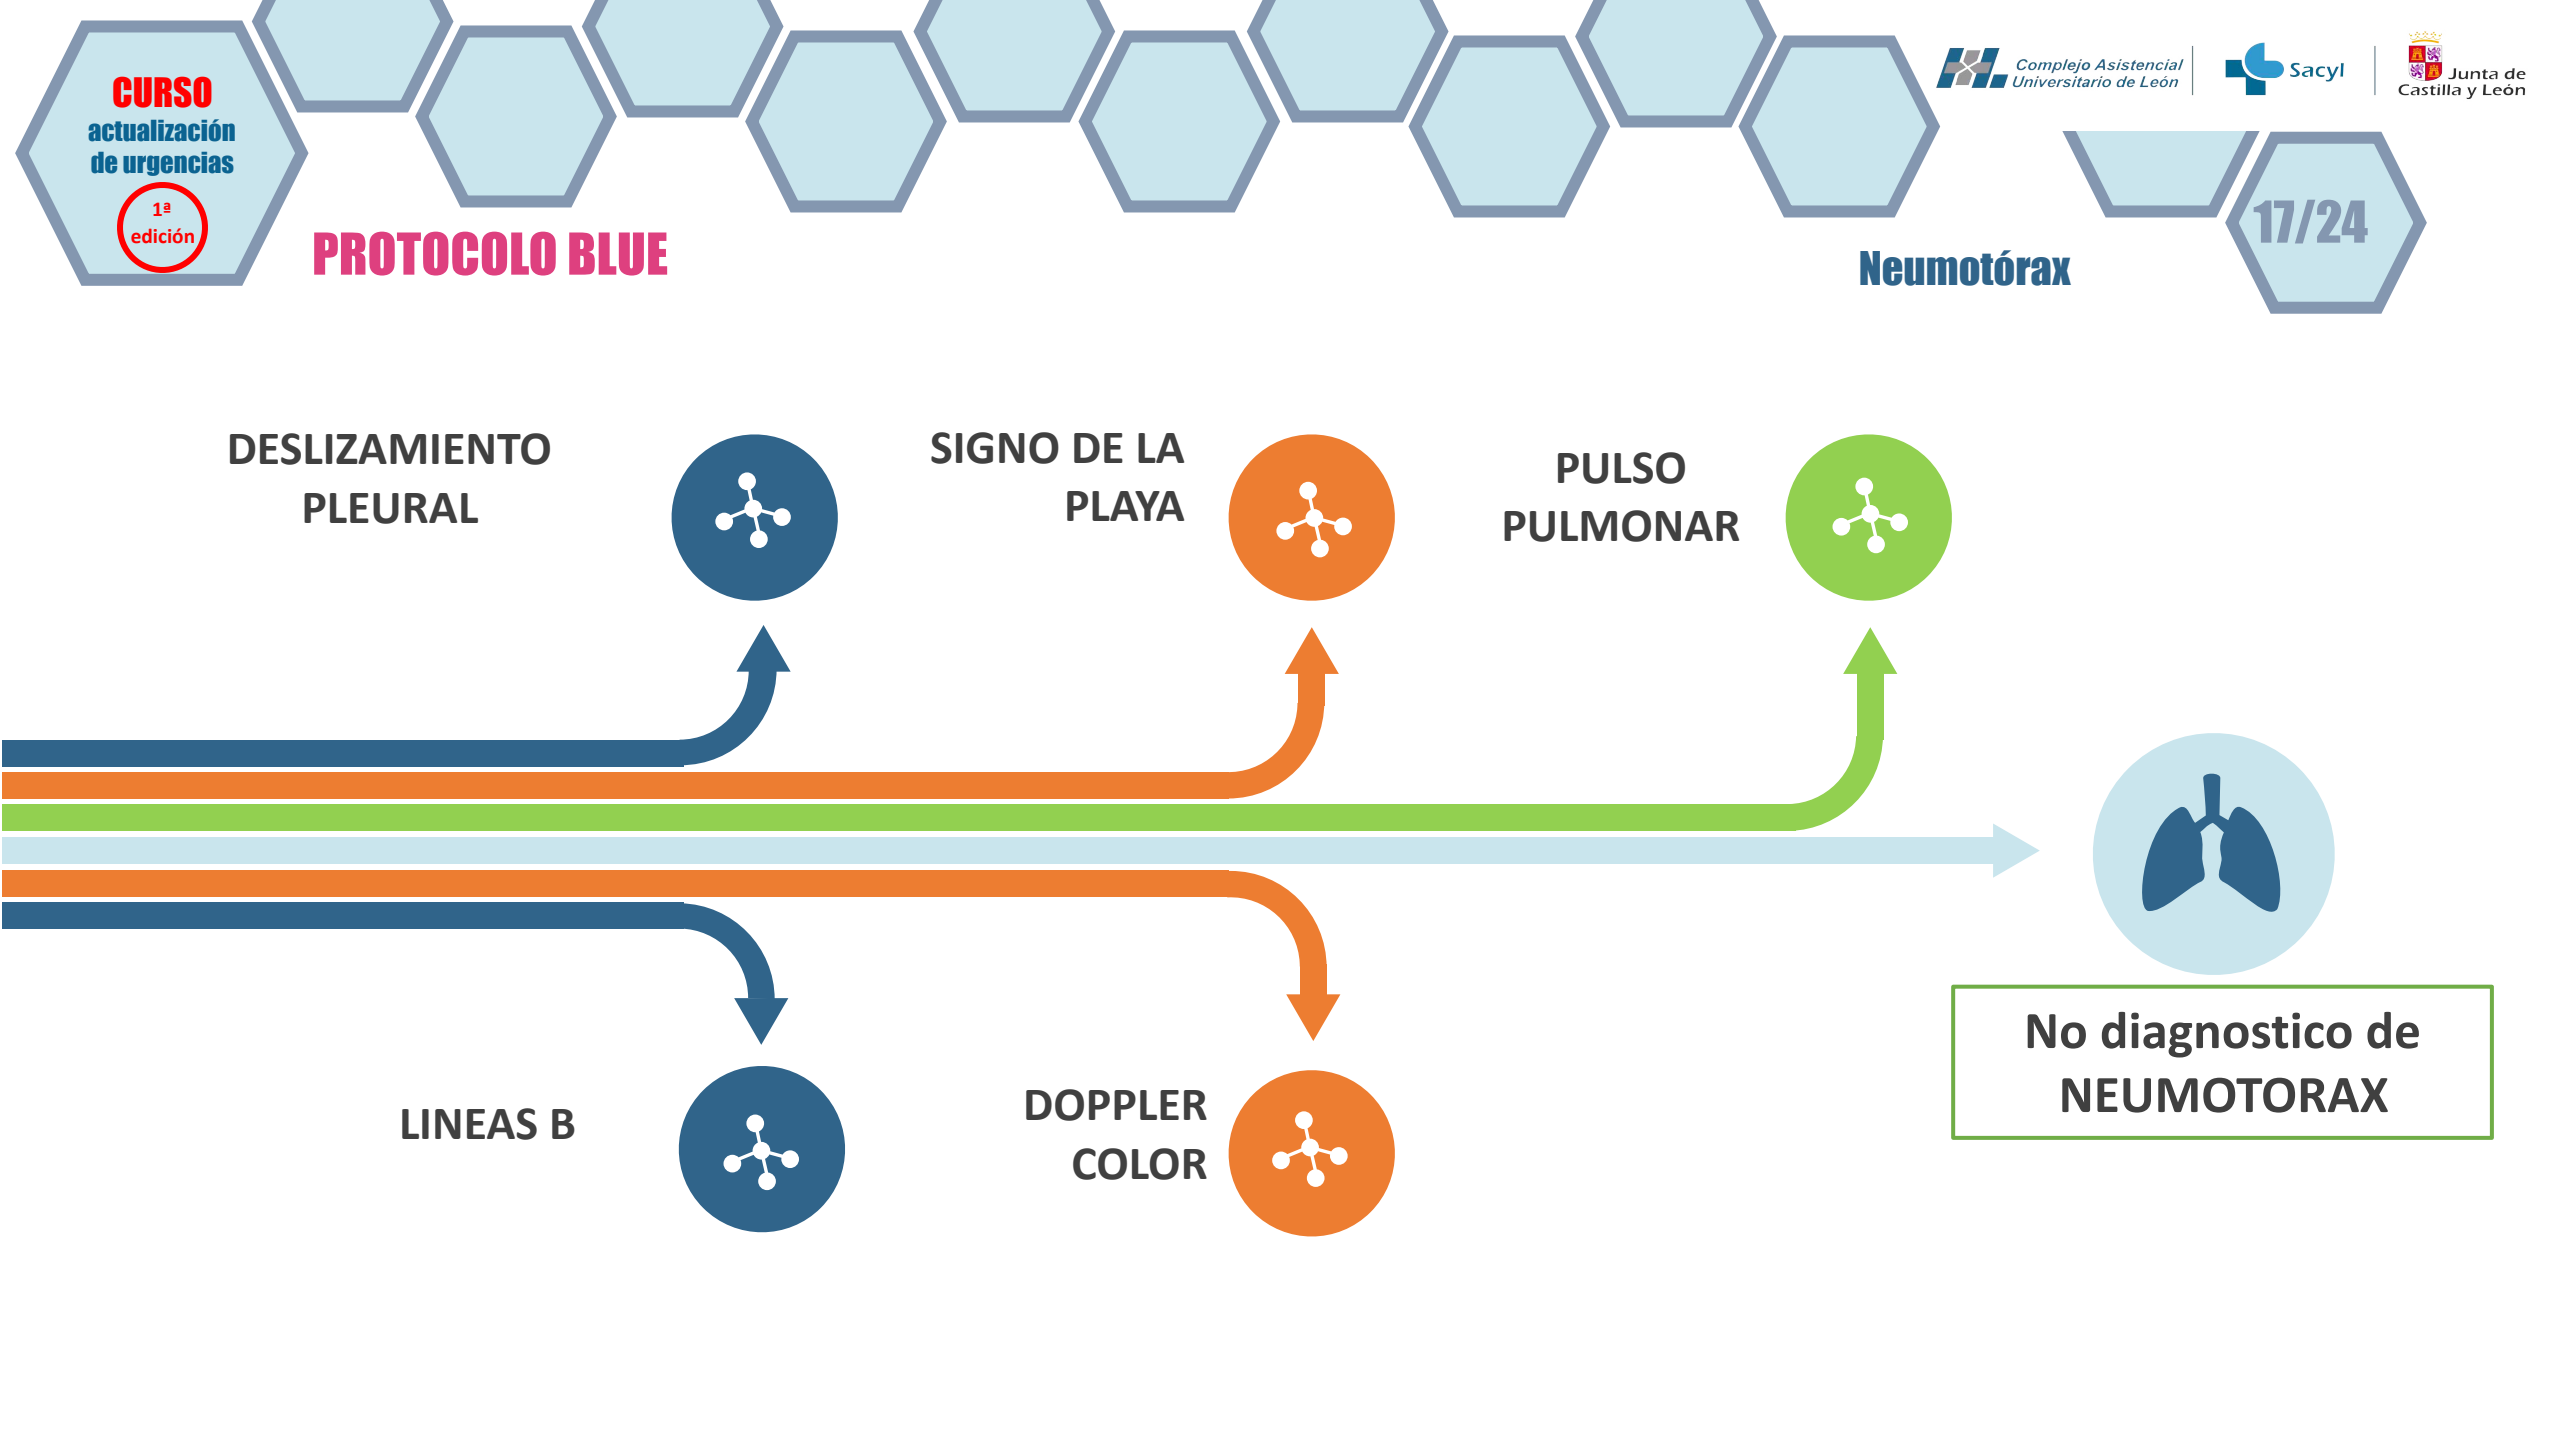 CURSO
actualización
de urgencias
1ª
edición
PROTOCOLO BLUE
Complejo Asistencial
Universitario de León
Sacyl
Junta de
Castilla y León
Neumotórax
17/24
DESLIZAMIENTO
PLEURAL
SIGNO DE LA
PLAYA
PULSO
PULMONAR
LINEAS B
DOPPLER
COLOR
No diagnostico de
NEUMOTORAX